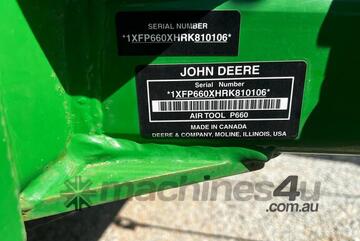 SERIAL NUMBER
*1XFP660XHRK810106*
JOHN DEERE
Serial Number
*1XFP660XHRK810106*
AIR TOOL P660
MADE IN CANADA
DEERE & COMPANY, MOLINE, ILLINOIS, USA
machines4u
.com.au